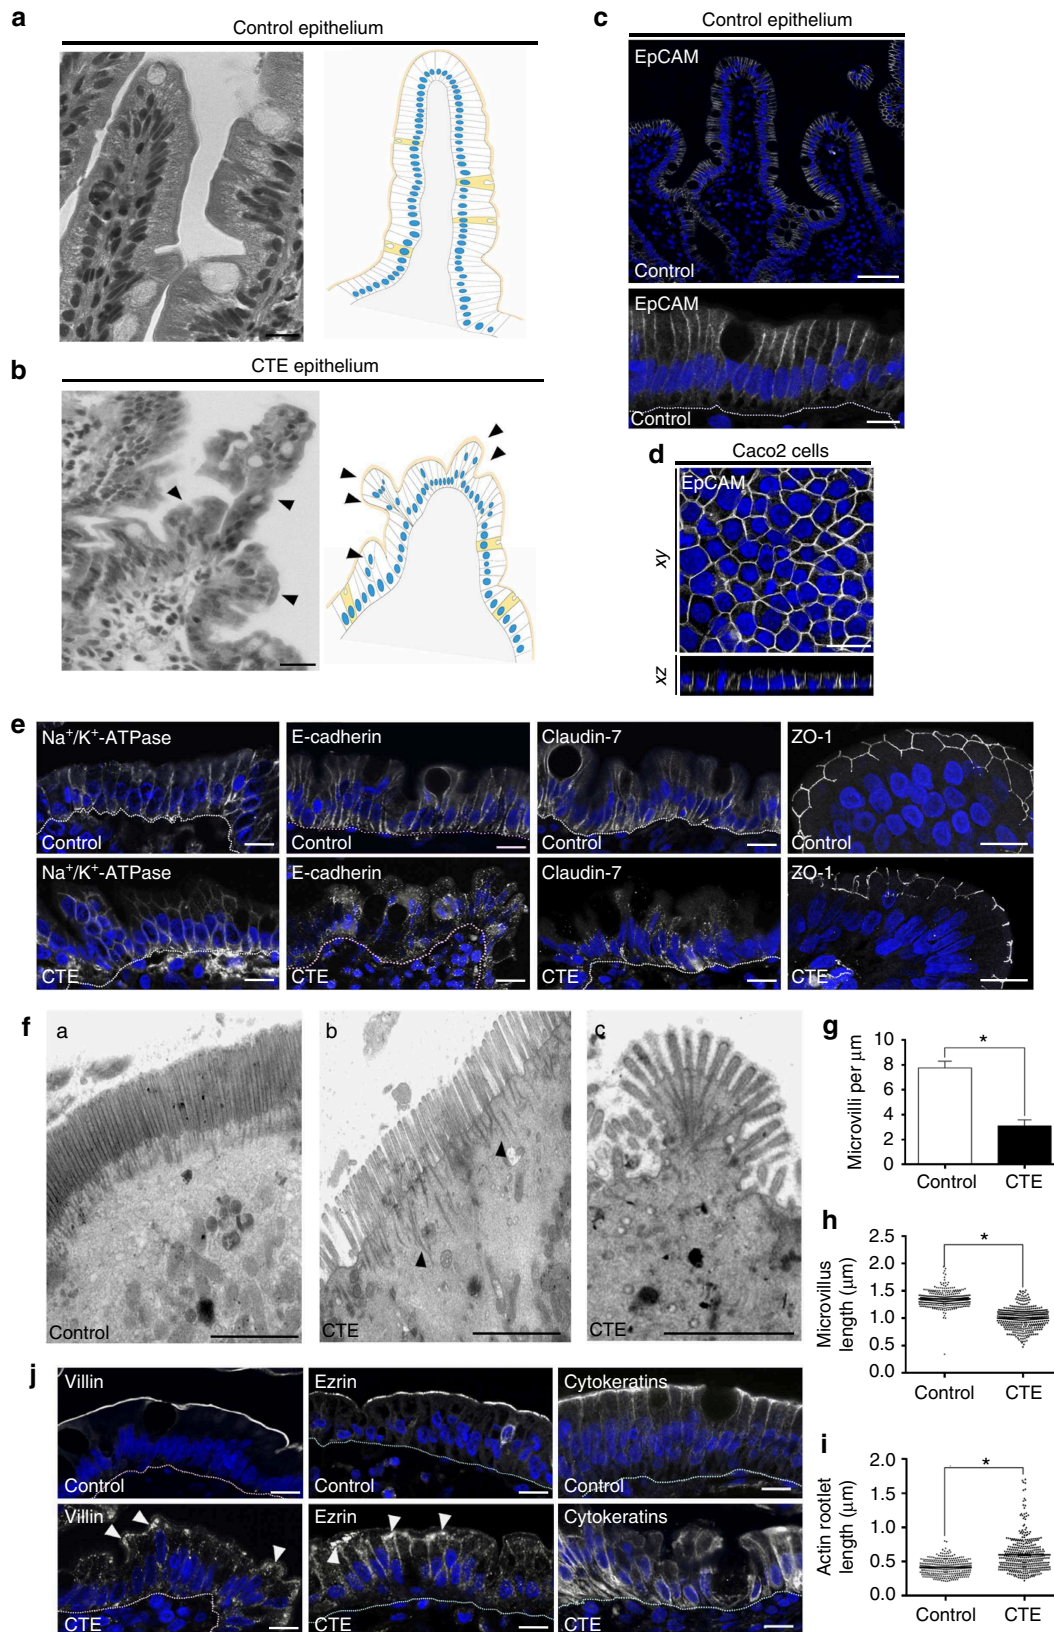 a
Control epithelium
b
CTE epithelium
c
Control epithelium
EpCAM
Control
EpCAM
Control
d
Caco2 cells
EpCAM
xy
xz
e
Na⁺/K⁺-ATPase
E-cadherin
Claudin-7
ZO-1
Control
Control
Control
Control
Na⁺/K⁺-ATPase
E-cadherin
Claudin-7
ZO-1
CTE
CTE
CTE
CTE
f
a
b
c
Control
CTE
CTE
g
Microvilli per μm
10
8
6
4
2
0
*
Control
CTE
h
Microvillus
length (μm)
2.5
2.0
1.5
1.0
0.5
0.0
*
Control
CTE
i
Actin rootlet
length (μm)
2.0
1.5
1.0
0.5
0.0
*
Control
CTE
j
Villin
Ezrin
Cytokeratins
Control
Control
Control
Villin
Ezrin
Cytokeratins
CTE
CTE
CTE